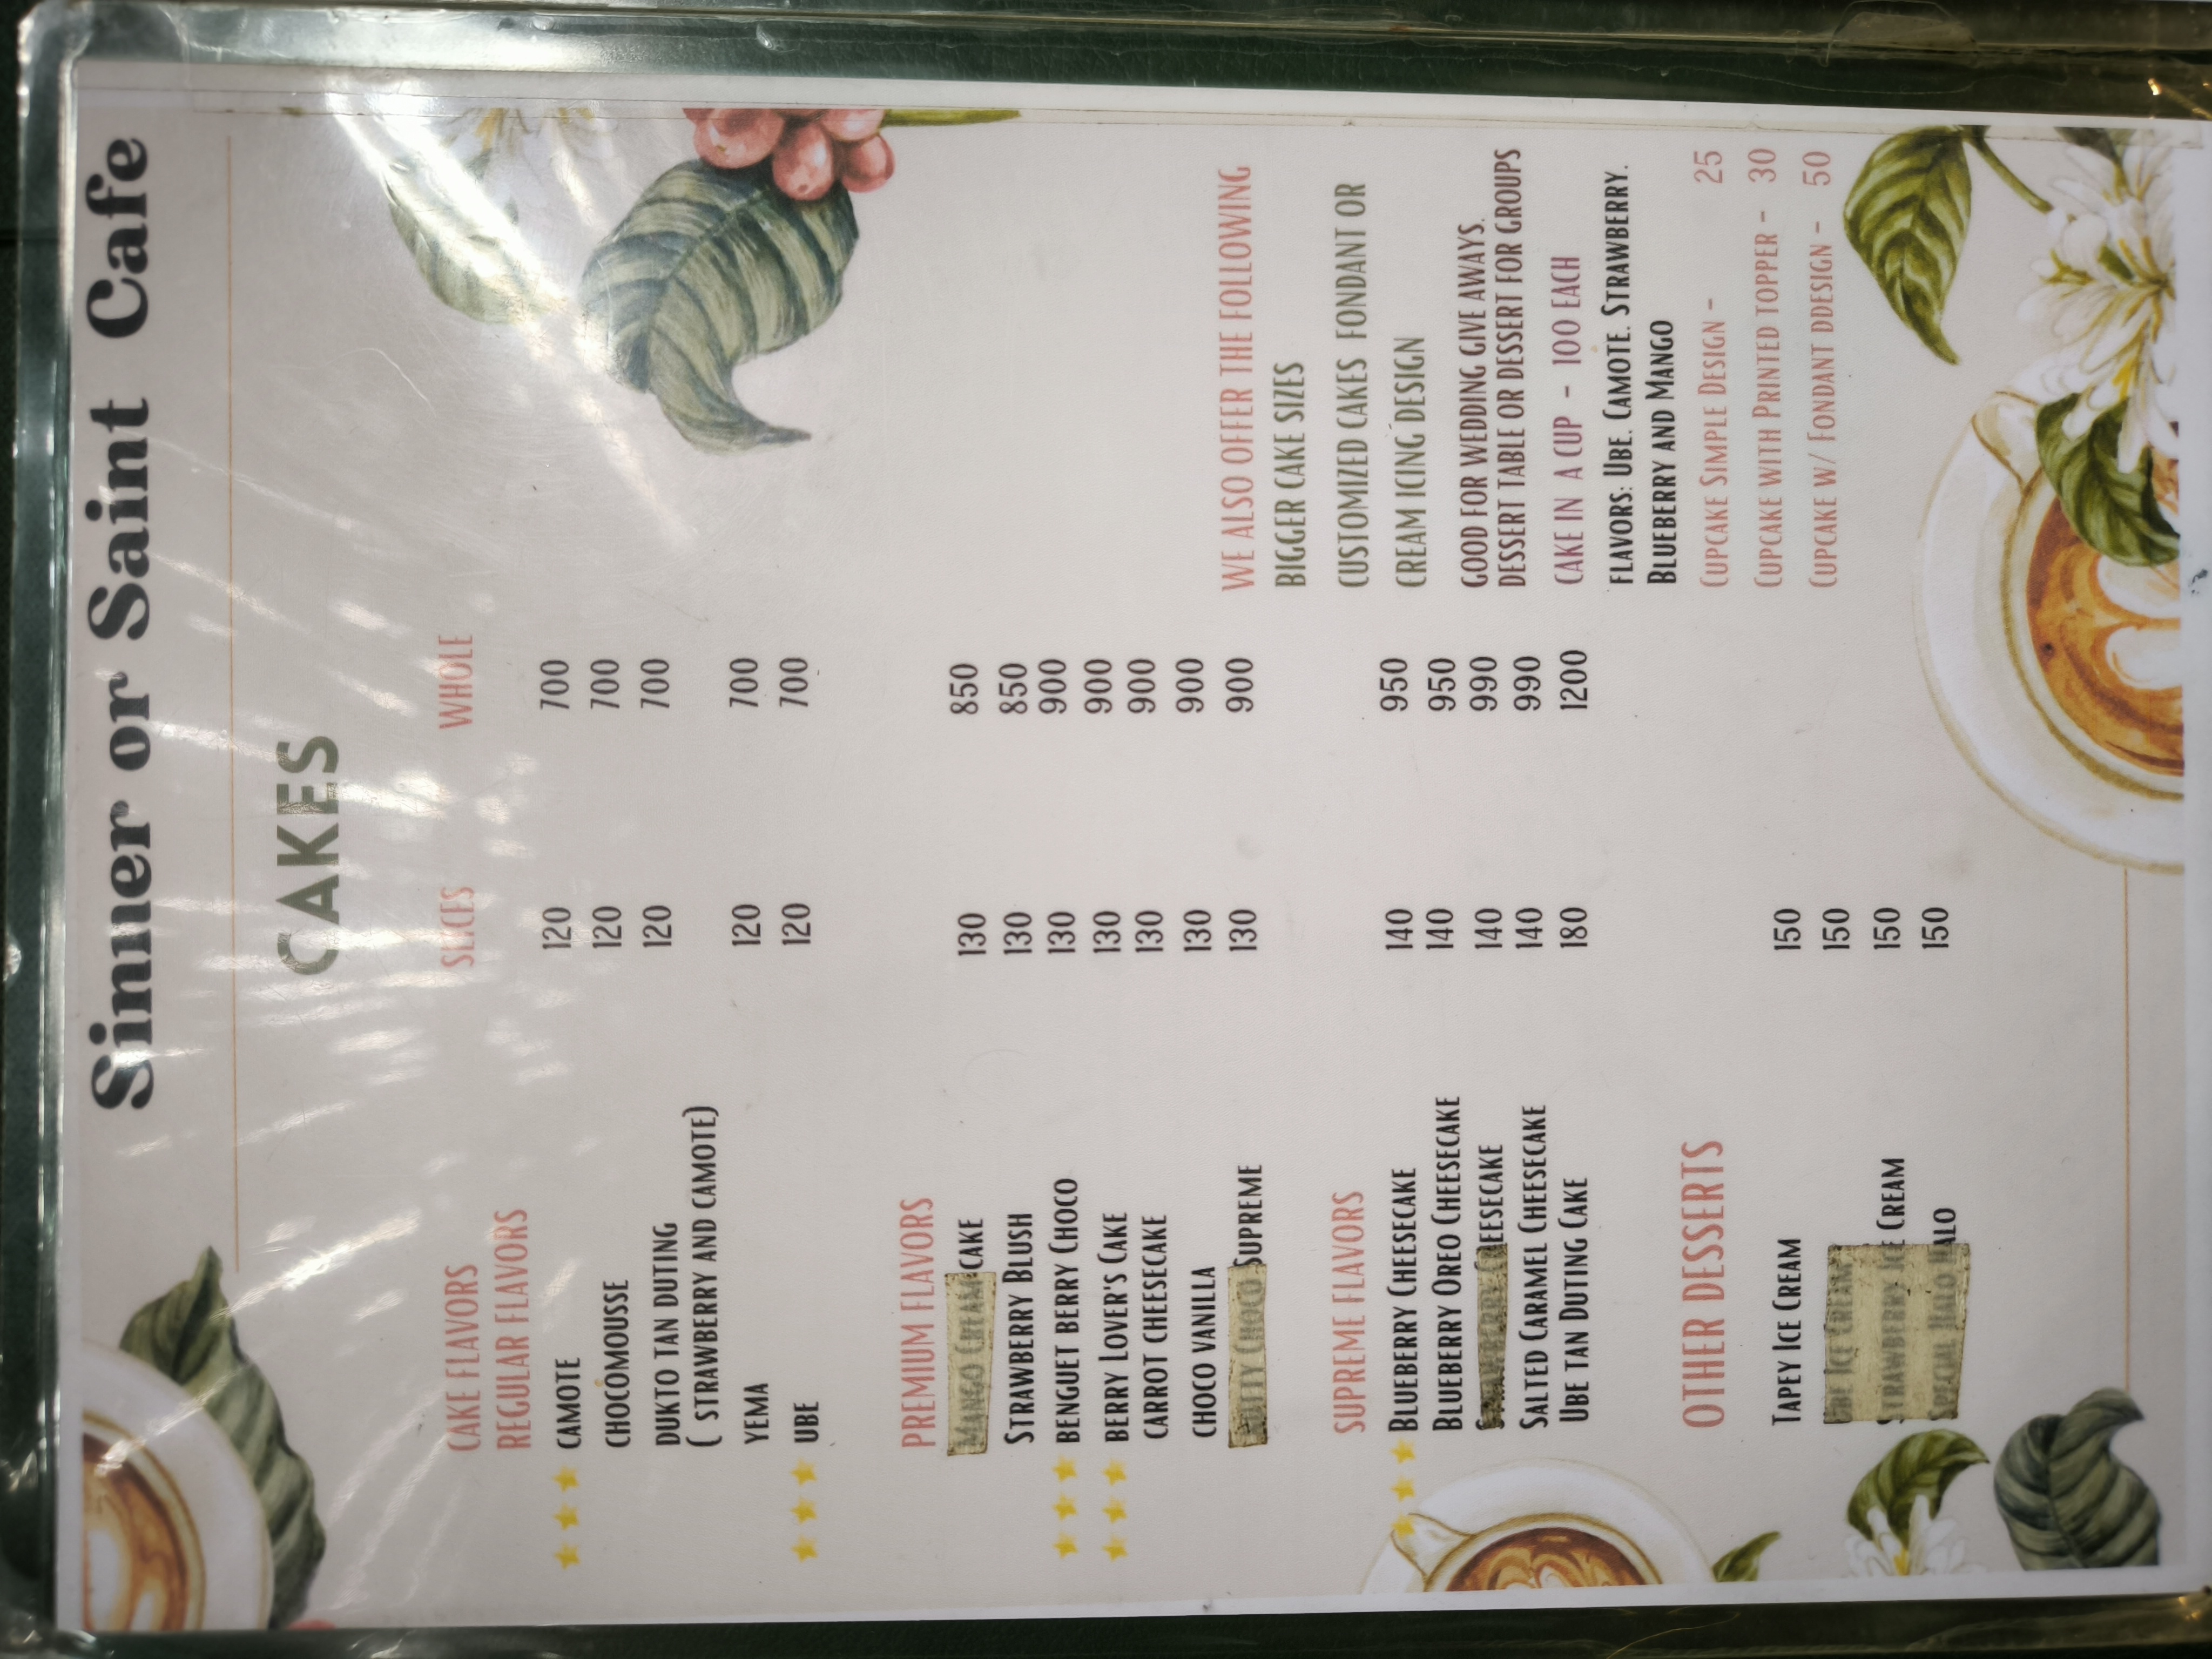 Sinner or Saint Cafe
CAKES
CAKE FLAVORS SLICES WHOLE
REGULAR FLAVORS
CAMOTE 120 700
CHOCOMOUSSE 120 700
DUKTO TAN DUTING 120 700
( STRAWBERRY AND CAMOTE)
YEMA 120 700
UBE 120 700
PREMIUM FLAVORS
MANGO CREAM CAKE 130 850
STRAWBERRY BLUSH 130 850
BENGUET BERRY CHOCO 130 900
BERRY LOVER'S CAKE 130 900
CARROT CHEESECAKE 130 900
CHOCO VANILLA 130 900
NUTTY CHOCO SUPREME 130 900
SUPREME FLAVORS
BLUEBERRY CHEESECAKE 140 950
BLUEBERRY OREO CHEESECAKE 140 950
STRAWBERRY CHEESECAKE 140 990
SALTED CARAMEL CHEESECAKE 140 990
UBE TAN DUTING CAKE 180 1200
OTHER DESSERTS
TAPEY ICE CREAM 150
UBE ICE CREAM 150
STRAWBERRY ICE CREAM 150
SPECIAL HALO HALO 150
WE ALSO OFFER THE FOLLOWING
BIGGER CAKE SIZES
CUSTOMIZED CAKES FONDANT OR
CREAM ICING DESIGN
GOOD FOR WEDDING GIVE AWAYS.
DESSERT TABLE OR DESSERT FOR GROUPS
CAKE IN A CUP - 100 EACH
FLAVORS: UBE. CAMOTE. STRAWBERRY.
BLUEBERRY AND MANGO
CUPCAKE SIMPLE DESIGN - 25
CUPCAKE WITH PRINTED TOPPER - 30
CUPCAKE W/ FONDANT DDESIGN - 50